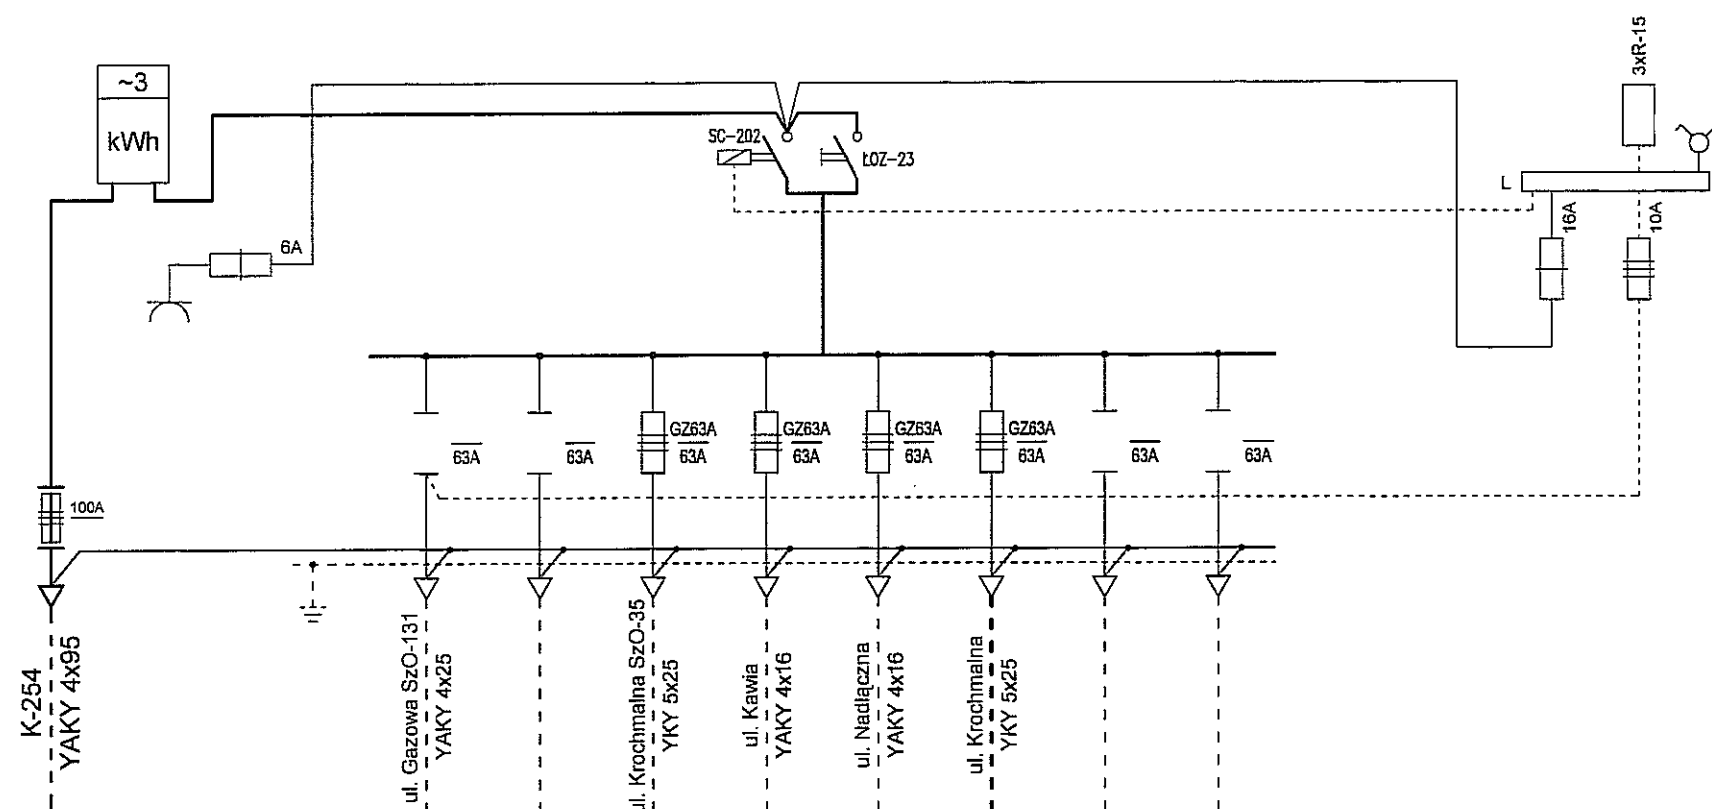 ~3
kWh
3xR-15
SC-202
ŁOZ-23
L
16A
10A
6A
63A
63A
GZ63A
63A
GZ63A
63A
GZ63A
63A
GZ63A
63A
63A
63A
100A
K-254
YAKY 4x95
ul. Gazowa SzO-131
YAKY 4x25
ul. Krochmalna SzO-35
YKY 5x25
ul. Kawia
YAKY 4x16
ul. Nadłączna
YAKY 4x16
ul. Krochmalna
YKY 5x25